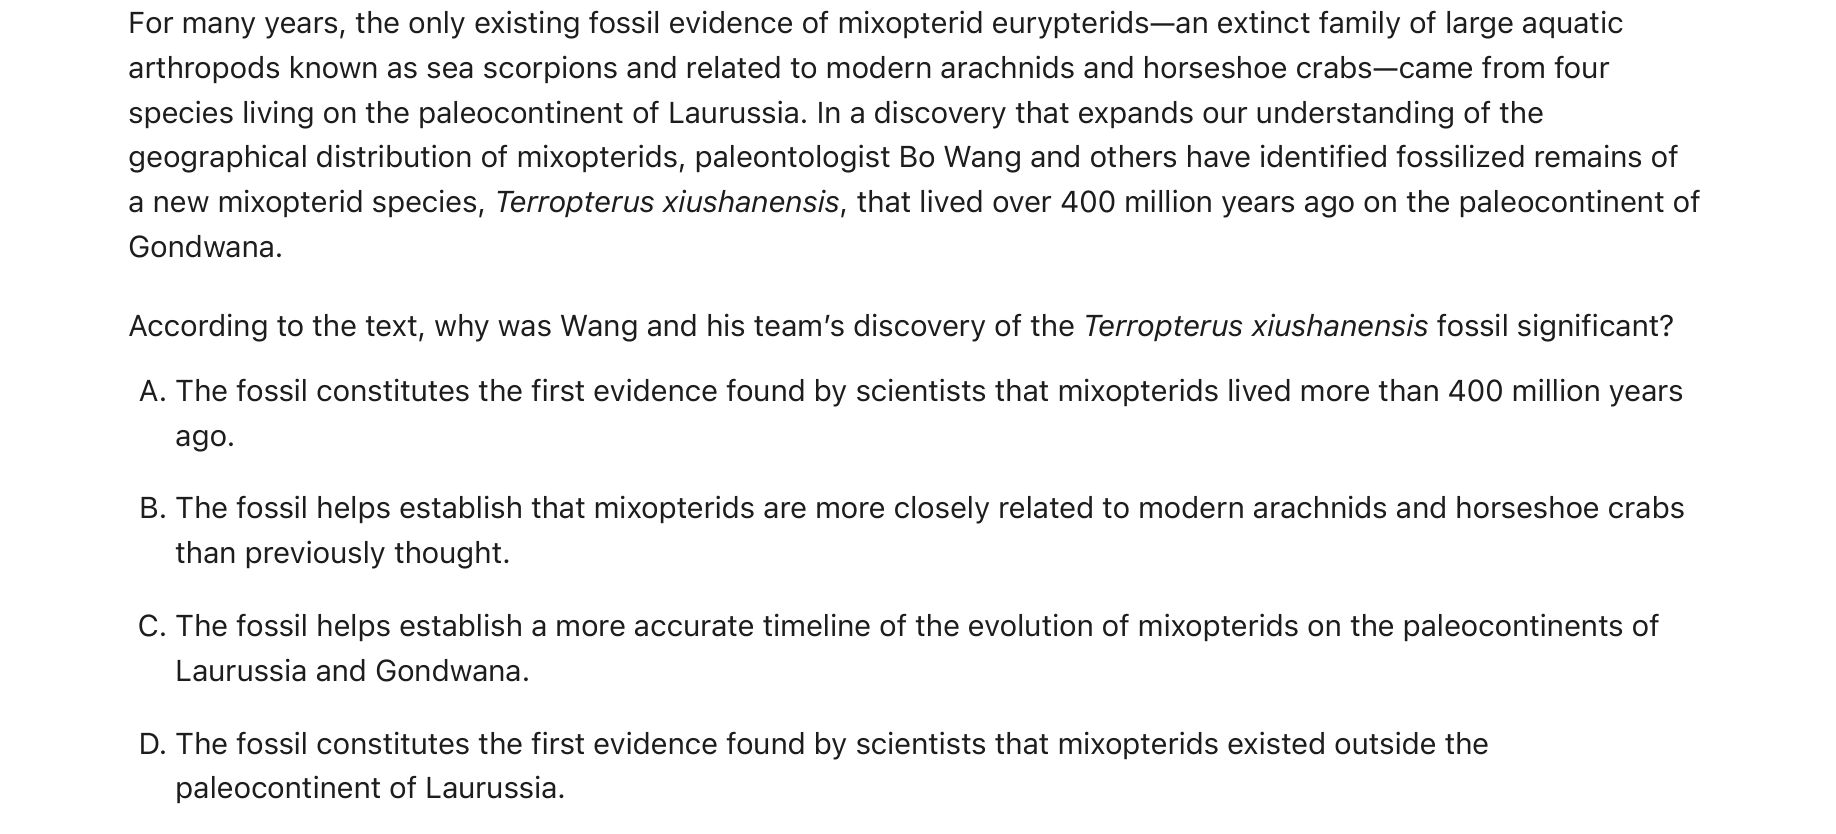 For many years, the only existing fossil evidence of mixopterid eurypterids—an extinct family of large aquatic
arthropods known as sea scorpions and related to modern arachnids and horseshoe crabs—came from four
species living on the paleocontinent of Laurussia. In a discovery that expands our understanding of the
geographical distribution of mixopterids, paleontologist Bo Wang and others have identified fossilized remains of
a new mixopterid species, Terropterus xiushanensis, that lived over 400 million years ago on the paleocontinent of
Gondwana.
According to the text, why was Wang and his team’s discovery of the Terropterus xiushanensis fossil significant?
A. The fossil constitutes the first evidence found by scientists that mixopterids lived more than 400 million years
ago.
B. The fossil helps establish that mixopterids are more closely related to modern arachnids and horseshoe crabs
than previously thought.
C. The fossil helps establish a more accurate timeline of the evolution of mixopterids on the paleocontinents of
Laurussia and Gondwana.
D. The fossil constitutes the first evidence found by scientists that mixopterids existed outside the
paleocontinent of Laurussia.